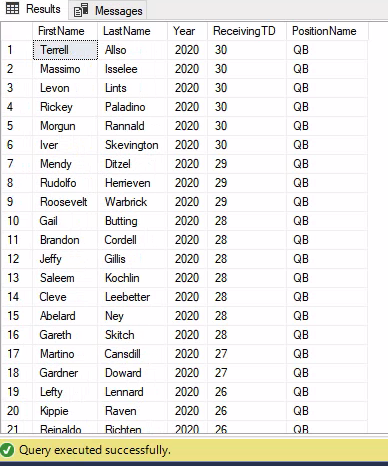 Results Messages
FirstName LastName Year ReceivingTD PositionName
1 Terrell Allso 2020 30 QB
2 Massimo Isselee 2020 30 QB
3 Levon Lints 2020 30 QB
4 Rickey Paladino 2020 30 QB
5 Morgun Rannald 2020 30 QB
6 Iver Skevington 2020 30 QB
7 Mendy Ditzel 2020 29 QB
8 Rudolfo Herrieven 2020 29 QB
9 Roosevelt Warbrick 2020 29 QB
10 Gail Butting 2020 28 QB
11 Brandon Cordell 2020 28 QB
12 Jeffy Gillis 2020 28 QB
13 Saleem Kochlin 2020 28 QB
14 Cleve Leebetter 2020 28 QB
15 Abelard Ney 2020 28 QB
16 Gareth Skitch 2020 28 QB
17 Martino Cansdill 2020 27 QB
18 Gardner Doward 2020 27 QB
19 Lefty Lennard 2020 26 QB
20 Kippie Raven 2020 26 QB
21 Reinaldo Richten 2020 26 QB
Query executed successfully.